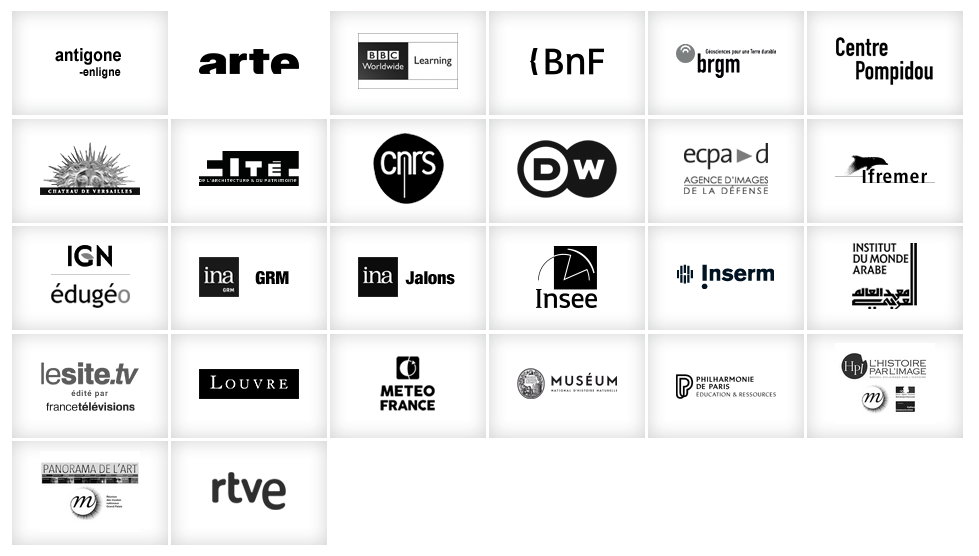 antigone
-enligne
arte
BBC
Worldwide
Learning
BnF
Géosciences pour une Terre durable
brgm
Centre
Pompidou
CHATEAU DE VERSAILLES
CITÉ
DE L'ARCHITECTURE & DU PATRIMOINE
cnrs
DW
ecpa d
AGENCE D'IMAGES
DE LA DÉFENSE
Ifremer
IGN
édugéo
ina
GRM
GRM
ina
Jalons
Insee
Inserm
INSTITUT
DU MONDE
ARABE
معهد العالم
العربي
lesite.tv
édité par
francetélévisions
LOUVRE
METEO
FRANCE
MUSÉUM
NATIONAL D'HISTOIRE NATURELLE
PHILHARMONIE
DE PARIS
ÉDUCATION & RESSOURCES
Hpi
L'HISTOIRE
PAR L'IMAGE
m
PANORAMA DE L'ART
m
rtve